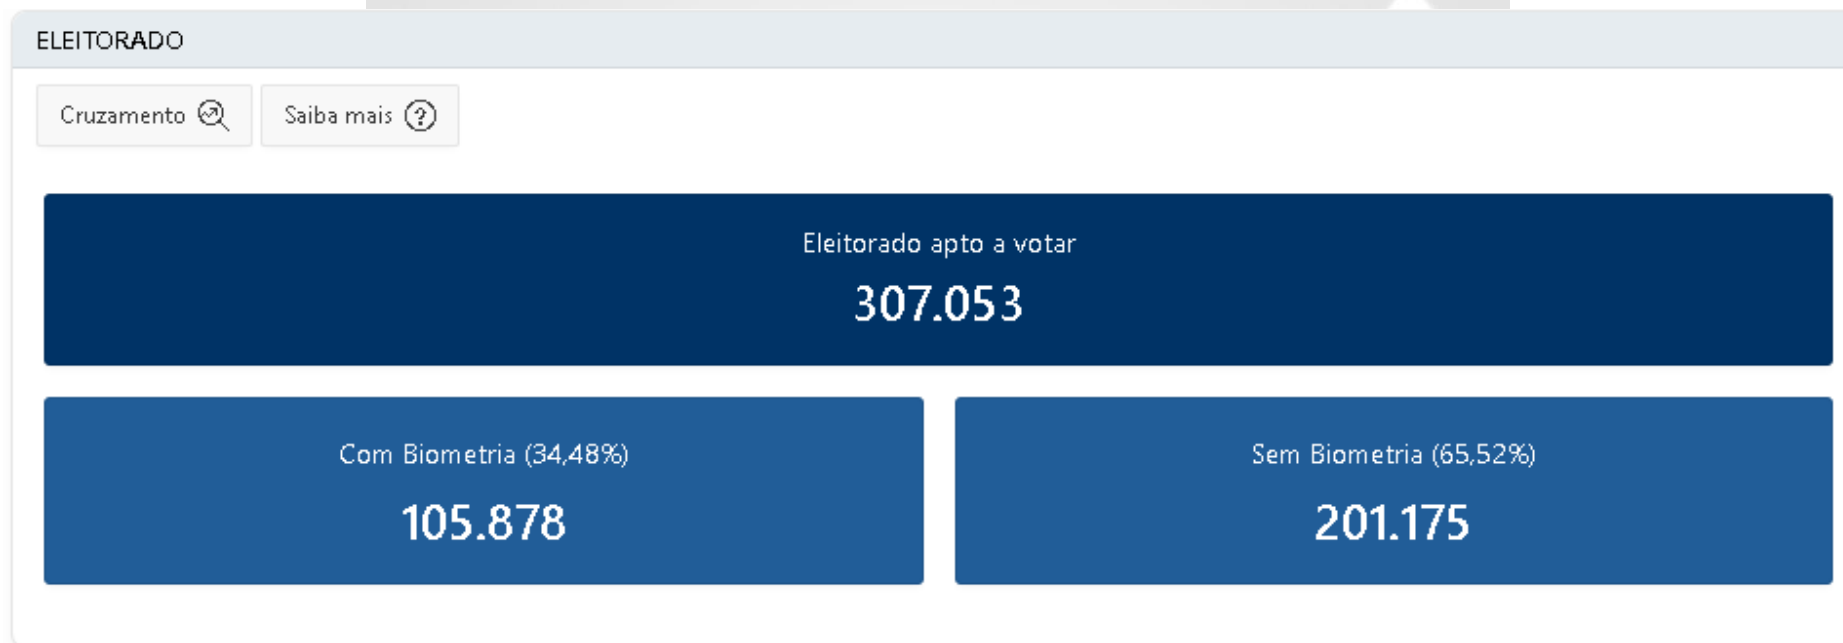 ELEITORADO
Cruzamento
Saiba mais ?
Eleitorado apto a votar
307.053
Com Biometria (34,48%)
Sem Biometria (65,52%)
105.878
201.175